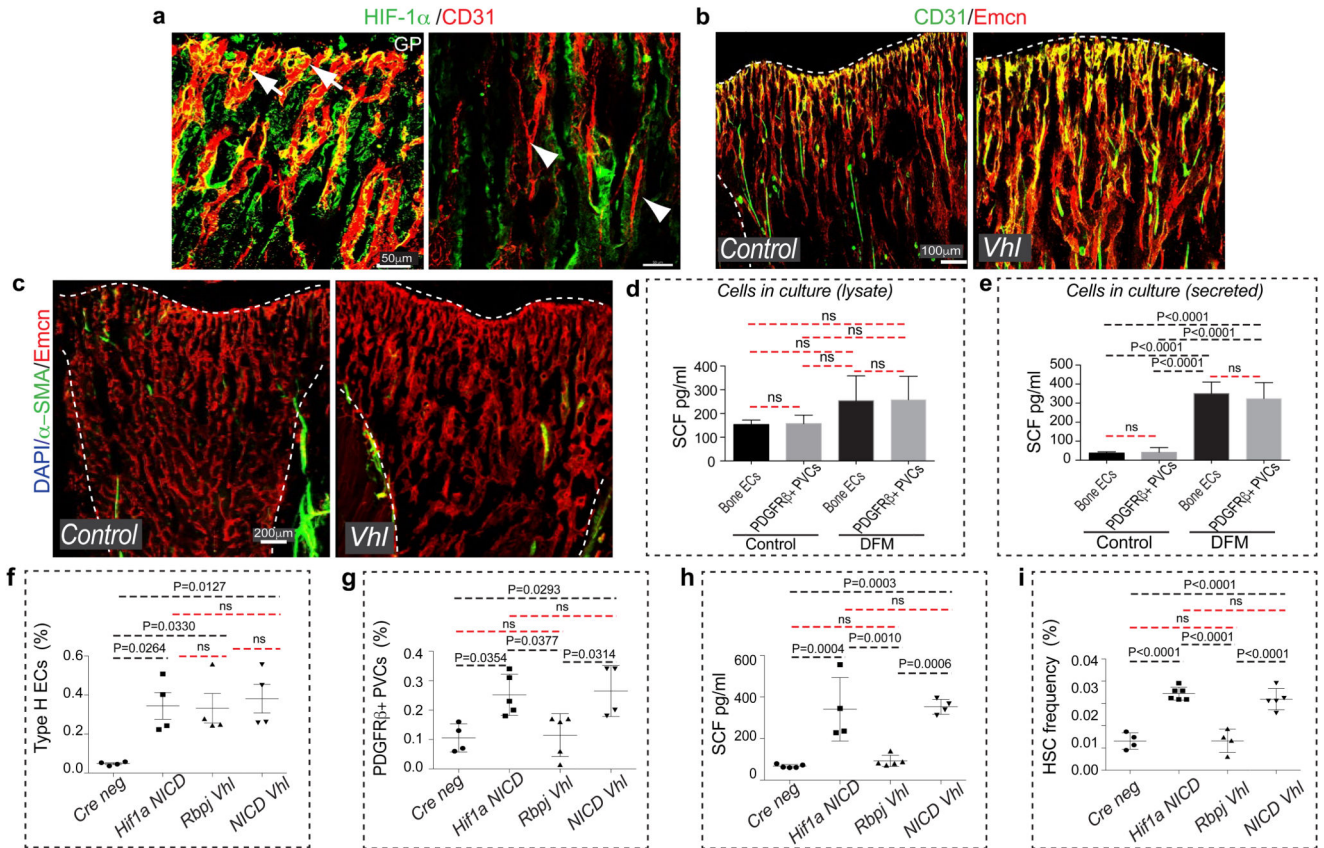 a
HIF-1α /CD31
GP
50μm
b
CD31/Emcn
Control
100μm
Vhl
c
DAPI/α–SMA/Emcn
Control
200μm
Vhl
d
Cells in culture (lysate)
ns
ns
ns
ns
ns
ns
SCF pg/ml
400
300
200
100
0
Bone ECs
PDGFRβ+ PVCs
Bone ECs
PDGFRβ+ PVCs
Control
DFM
e
Cells in culture (secreted)
P<0.0001
P<0.0001
P<0.0001
P<0.0001
ns
ns
SCF pg/ml
500
400
300
200
100
0
Bone ECs
PDGFRβ+ PVCs
Bone ECs
PDGFRβ+ PVCs
Control
DFM
f
P=0.0127
ns
P=0.0330
ns
P=0.0264
ns
Type H ECs (%)
0.6
0.4
0.2
0.0
Cre neg
Hif1a NICD
Rbpj Vhl
NICD Vhl
g
P=0.0293
ns
ns
P=0.0377
P=0.0354
P=0.0314
PDGFRβ+ PVCs (%)
0.4
0.3
0.2
0.1
0.0
Cre neg
Hif1a NICD
Rbpj Vhl
NICD Vhl
h
P=0.0003
ns
ns
P=0.0010
P=0.0004
P=0.0006
SCF pg/ml
600
400
200
0
Cre neg
Hif1a NICD
Rbpj Vhl
NICD Vhl
i
P<0.0001
ns
ns
P<0.0001
P<0.0001
P<0.0001
HSC frequency (%)
0.03
0.02
0.01
0.00
Cre neg
Hif1a NICD
Rbpj Vhl
NICD Vhl